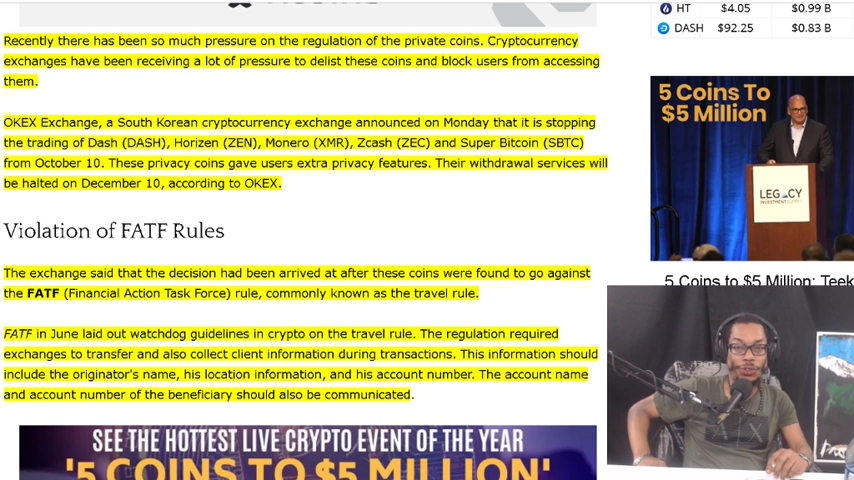 HT $4.05 $0.99 B
DASH $92.25 $0.83 B
Recently there has been so much pressure on the regulation of the private coins. Cryptocurrency
exchanges have been receiving a lot of pressure to delist these coins and block users from accessing
them.
OKEX Exchange, a South Korean cryptocurrency exchange announced on Monday that it is stopping
the trading of Dash (DASH), Horizen (ZEN), Monero (XMR), Zcash (ZEC) and Super Bitcoin (SBTC)
from October 10. These privacy coins gave users extra privacy features. Their withdrawal services will
be halted on December 10, according to OKEX.
Violation of FATF Rules
The exchange said that the decision had been arrived at after these coins were found to go against
the FATF (Financial Action Task Force) rule, commonly known as the travel rule.
FATF in June laid out watchdog guidelines in crypto on the travel rule. The regulation required
exchanges to transfer and also collect client information during transactions. This information should
include the originator's name, his location information, and his account number. The account name
and account number of the beneficiary should also be communicated.
SEE THE HOTTEST LIVE CRYPTO EVENT OF THE YEAR
'5 COINS TO $5 MILLION'
5 Coins To
$5 Million
LEGACY
INVESTMENT SUMMIT
5 Coins to $5 Million: Teek